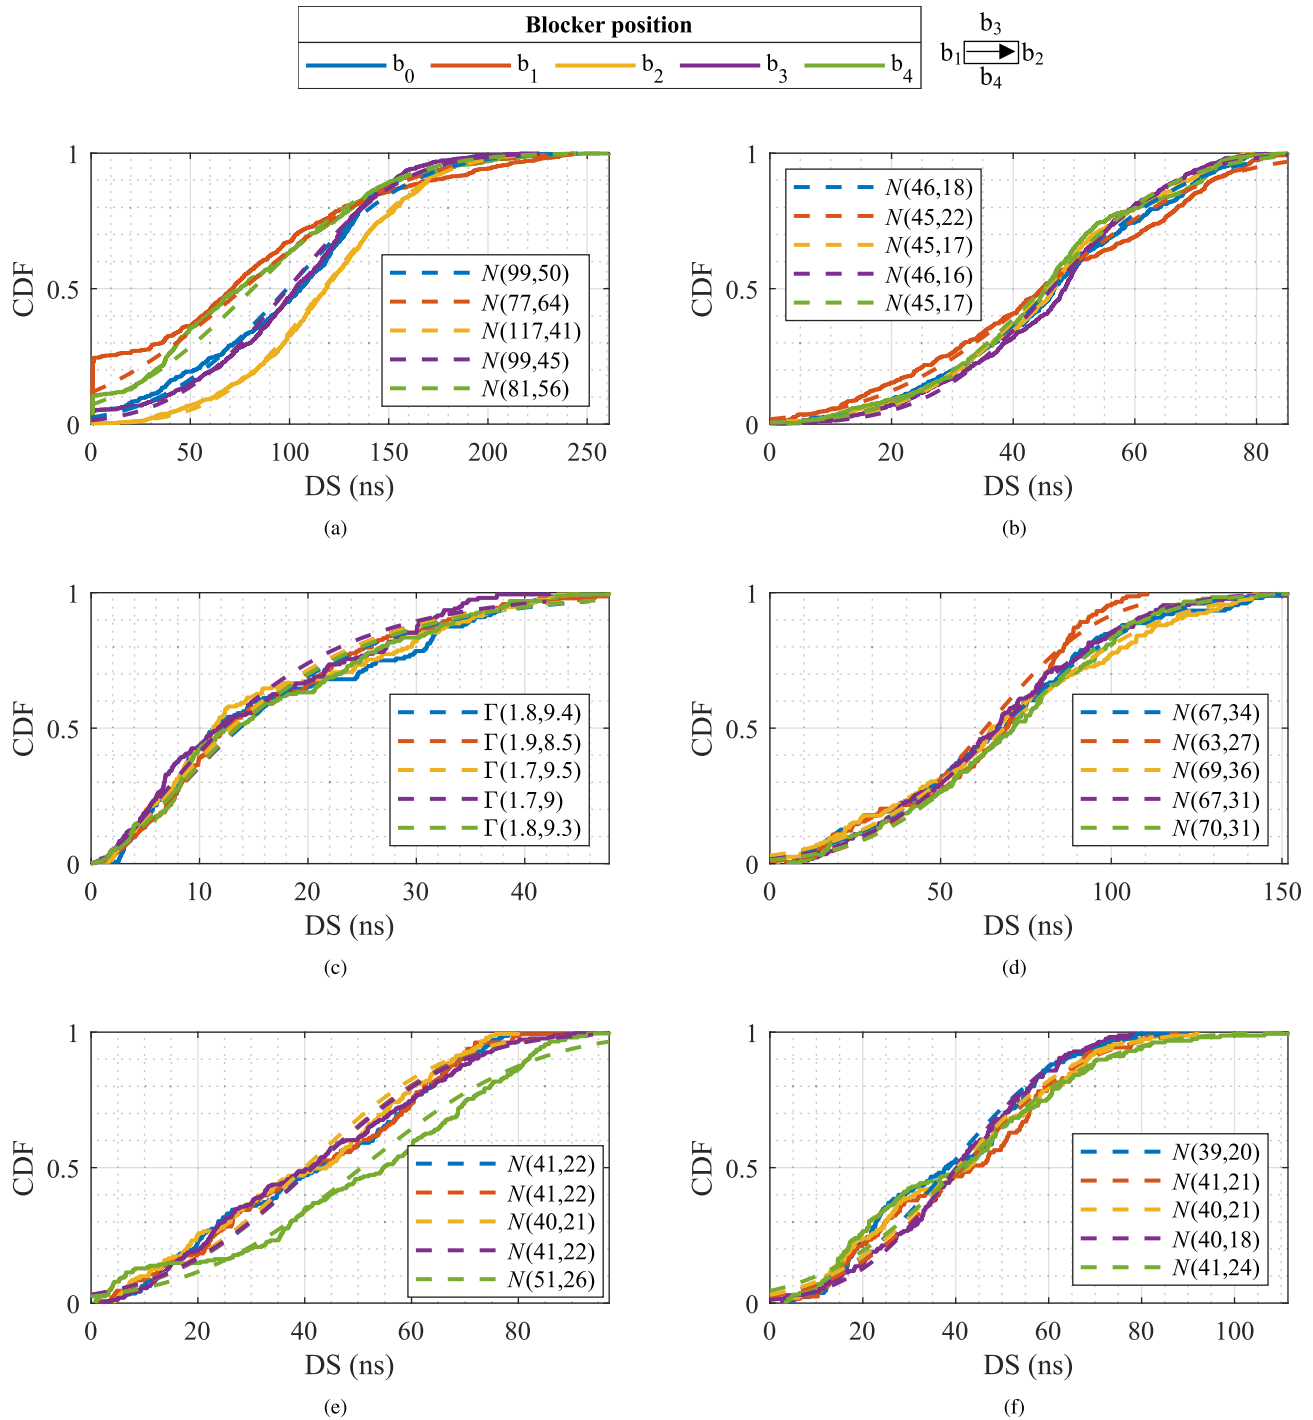 Blocker position
b0 b1 b2 b3 b4
b3
b1 b2
b4
1
0.5
0
CDF
0 50 100 150 200 250
DS (ns)
N(99,50)
N(77,64)
N(117,41)
N(99,45)
N(81,56)
(a)
1
0.5
0
CDF
0 20 40 60 80
DS (ns)
N(46,18)
N(45,22)
N(45,17)
N(46,16)
N(45,17)
(b)
1
0.5
0
CDF
0 10 20 30 40
DS (ns)
Γ(1.8,9.4)
Γ(1.9,8.5)
Γ(1.7,9.5)
Γ(1.7,9)
Γ(1.8,9.3)
(c)
1
0.5
0
CDF
0 50 100 150
DS (ns)
N(67,34)
N(63,27)
N(69,36)
N(67,31)
N(70,31)
(d)
1
0.5
0
CDF
0 20 40 60 80
DS (ns)
N(41,22)
N(41,22)
N(40,21)
N(41,22)
N(51,26)
(e)
1
0.5
0
CDF
0 20 40 60 80 100
DS (ns)
N(39,20)
N(41,21)
N(40,21)
N(40,18)
N(41,24)
(f)